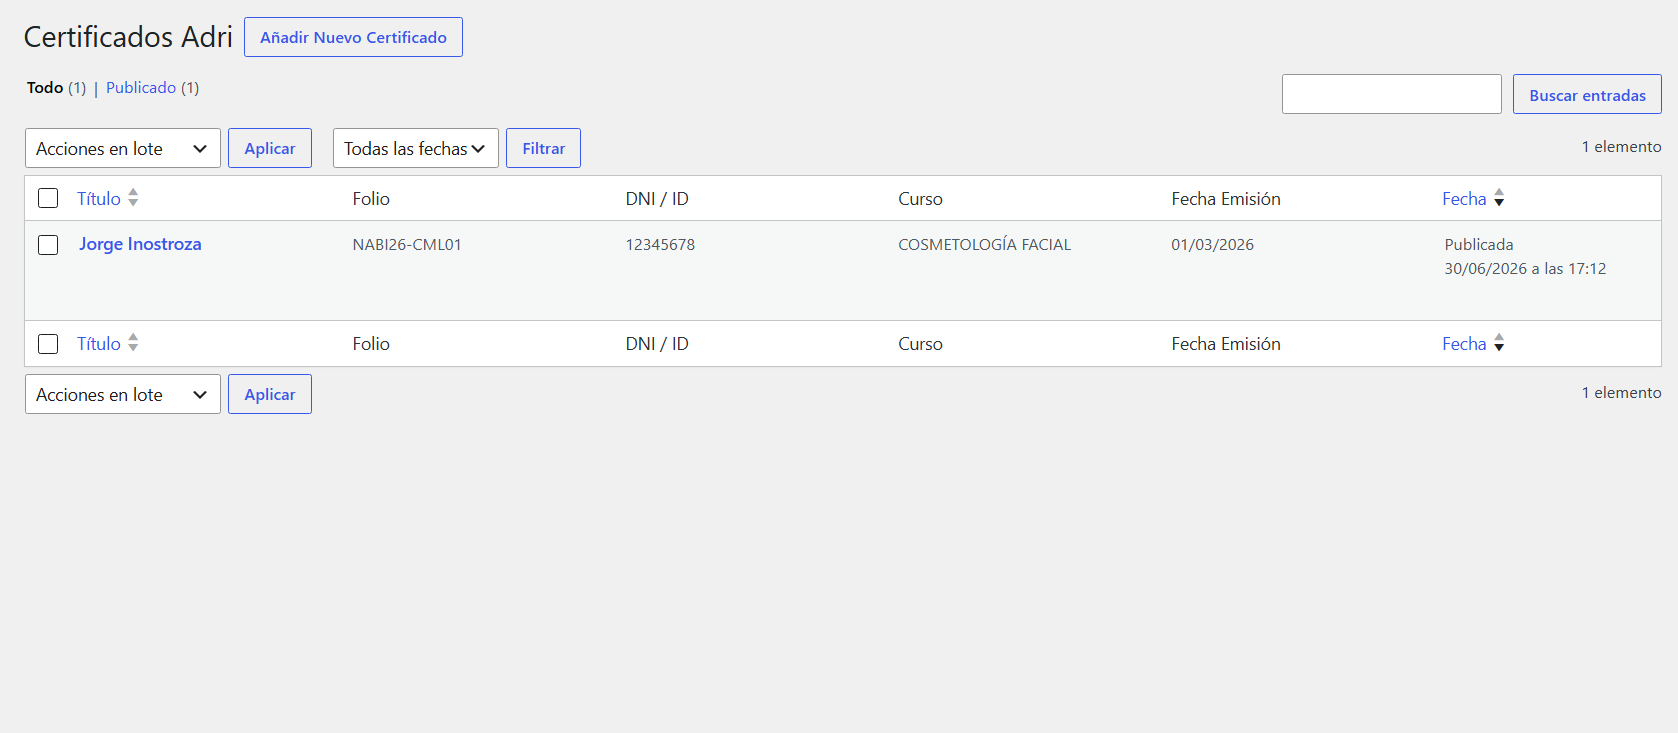 Certificados Adri Añadir Nuevo Certificado
Todo (1) | Publicado (1)
Buscar entradas
Acciones en lote Aplicar Todas las fechas Filtrar 1 elemento
Título Folio DNI / ID Curso Fecha Emisión Fecha
Jorge Inostroza NABI26-CML01 12345678 COSMETOLOGÍA FACIAL 01/03/2026 Publicada
30/06/2026 a las 17:12
Título Folio DNI / ID Curso Fecha Emisión Fecha
Acciones en lote Aplicar 1 elemento